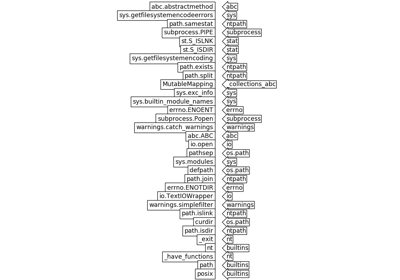 abc.abstractmethod abc
sys.getfilesystemencodeerrors sys
path.samestat ntpath
subprocess.PIPE subprocess
st.S_ISLNK stat
st.S_ISDIR stat
sys.getfilesystemencoding sys
path.exists ntpath
path.split ntpath
MutableMapping _collections_abc
sys.exc_info sys
sys.builtin_module_names sys
errno.ENOENT errno
subprocess.Popen subprocess
warnings.catch_warnings warnings
abc.ABC abc
io.open io
pathsep os.path
sys.modules sys
defpath os.path
path.join ntpath
errno.ENOTDIR errno
io.TextIOWrapper io
warnings.simplefilter warnings
path.islink ntpath
curdir os.path
path.isdir ntpath
_exit nt
nt builtins
_have_functions nt
path builtins
posix builtins